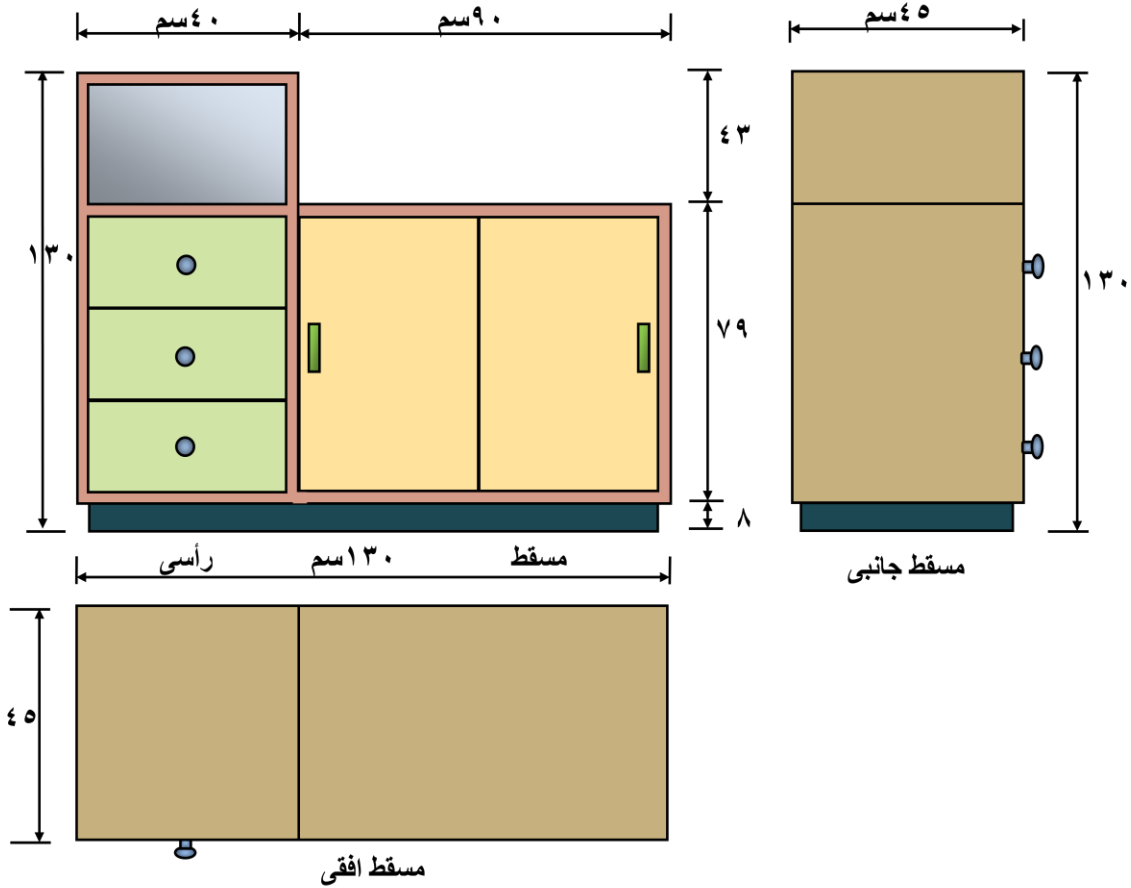 ٤٠سم
٩٠سم
٤٥سم
٤٣
١٣٠
٧٩
١٣٠
٨
مسقط رأسى
١٣٠سم
مسقط جانبى
٤٥
مسقط افقى